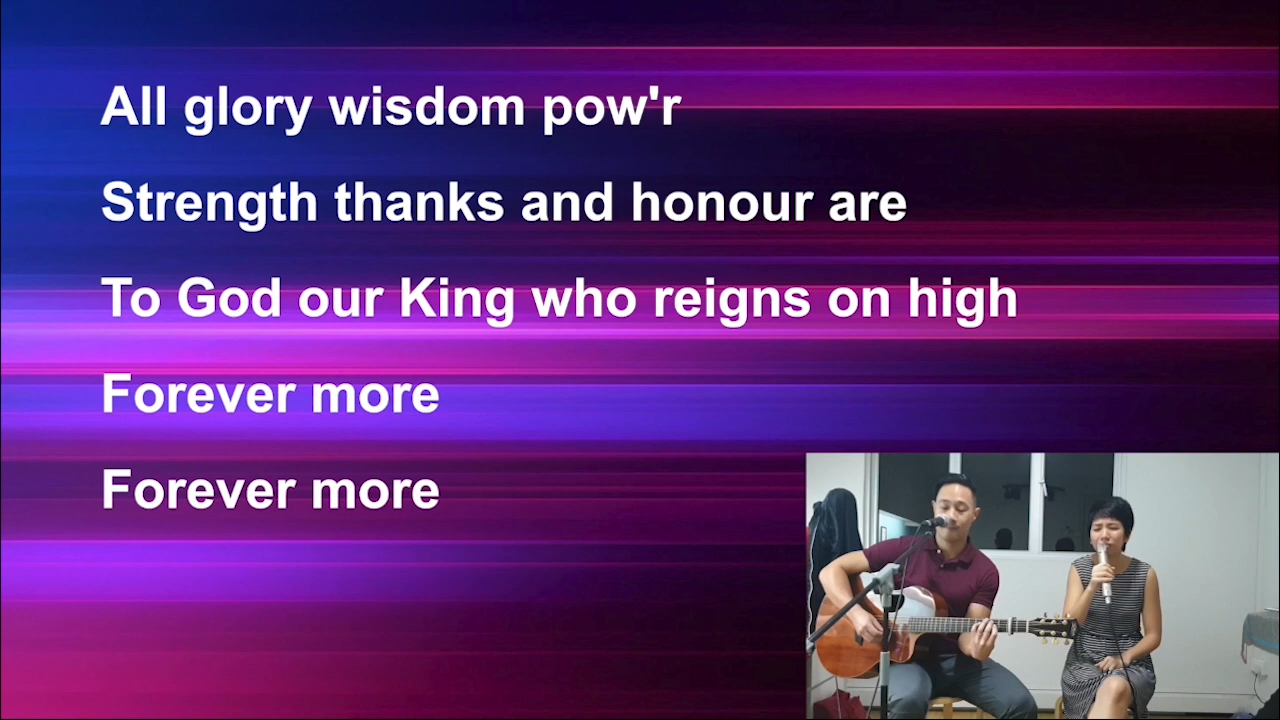 All glory wisdom pow'r
Strength thanks and honour are
To God our King who reigns on high
Forever more
Forever more